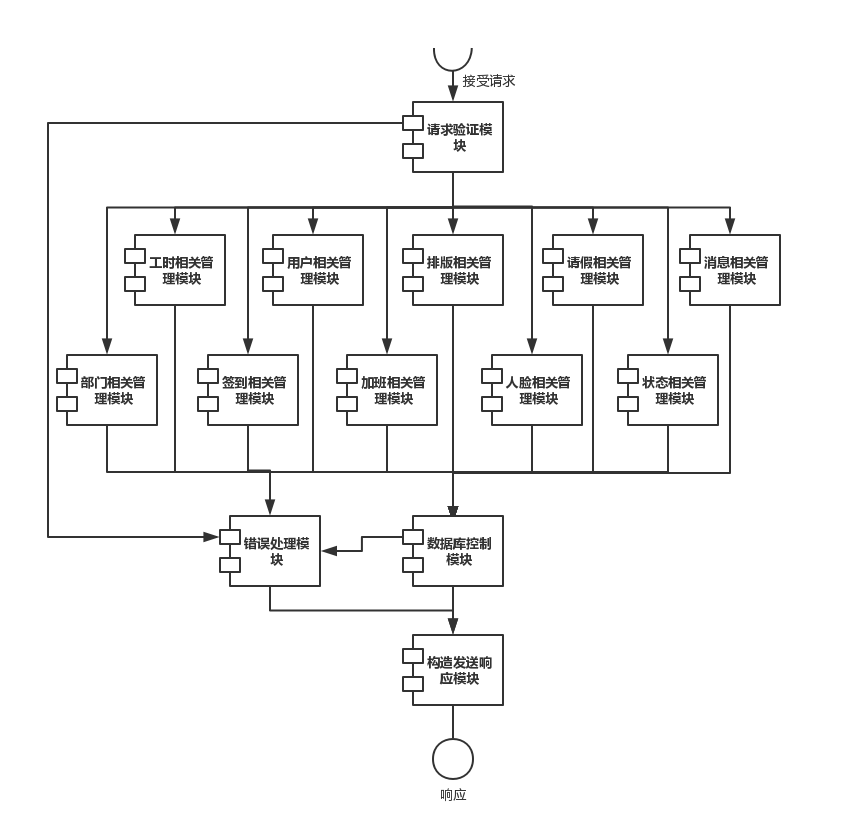 接受请求
请求验证模
块
工时相关管
理模块
用户相关管
理模块
排版相关管
理模块
请假相关管
理模块
消息相关管
理模块
部门相关管
理模块
签到相关管
理模块
加班相关管
理模块
人脸相关管
理模块
状态相关管
理模块
错误处理模
块
数据库控制
模块
构造发送响
应模块
响应